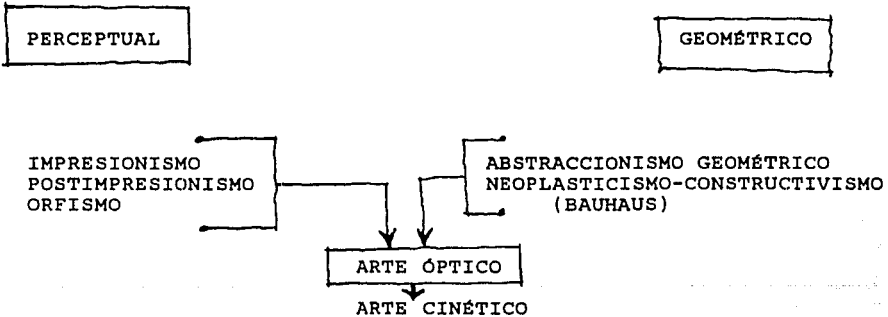 PERCEPTUAL
GEOMÉTRICO
IMPRESIONISMO
POSTIMPRESIONISMO
ORFISMO
ABSTRACCIONISMO GEOMÉTRICO
NEOPLASTICISMO-CONSTRUCTIVISMO
(BAUHAUS)
ARTE ÓPTICO
ARTE CINÉTICO